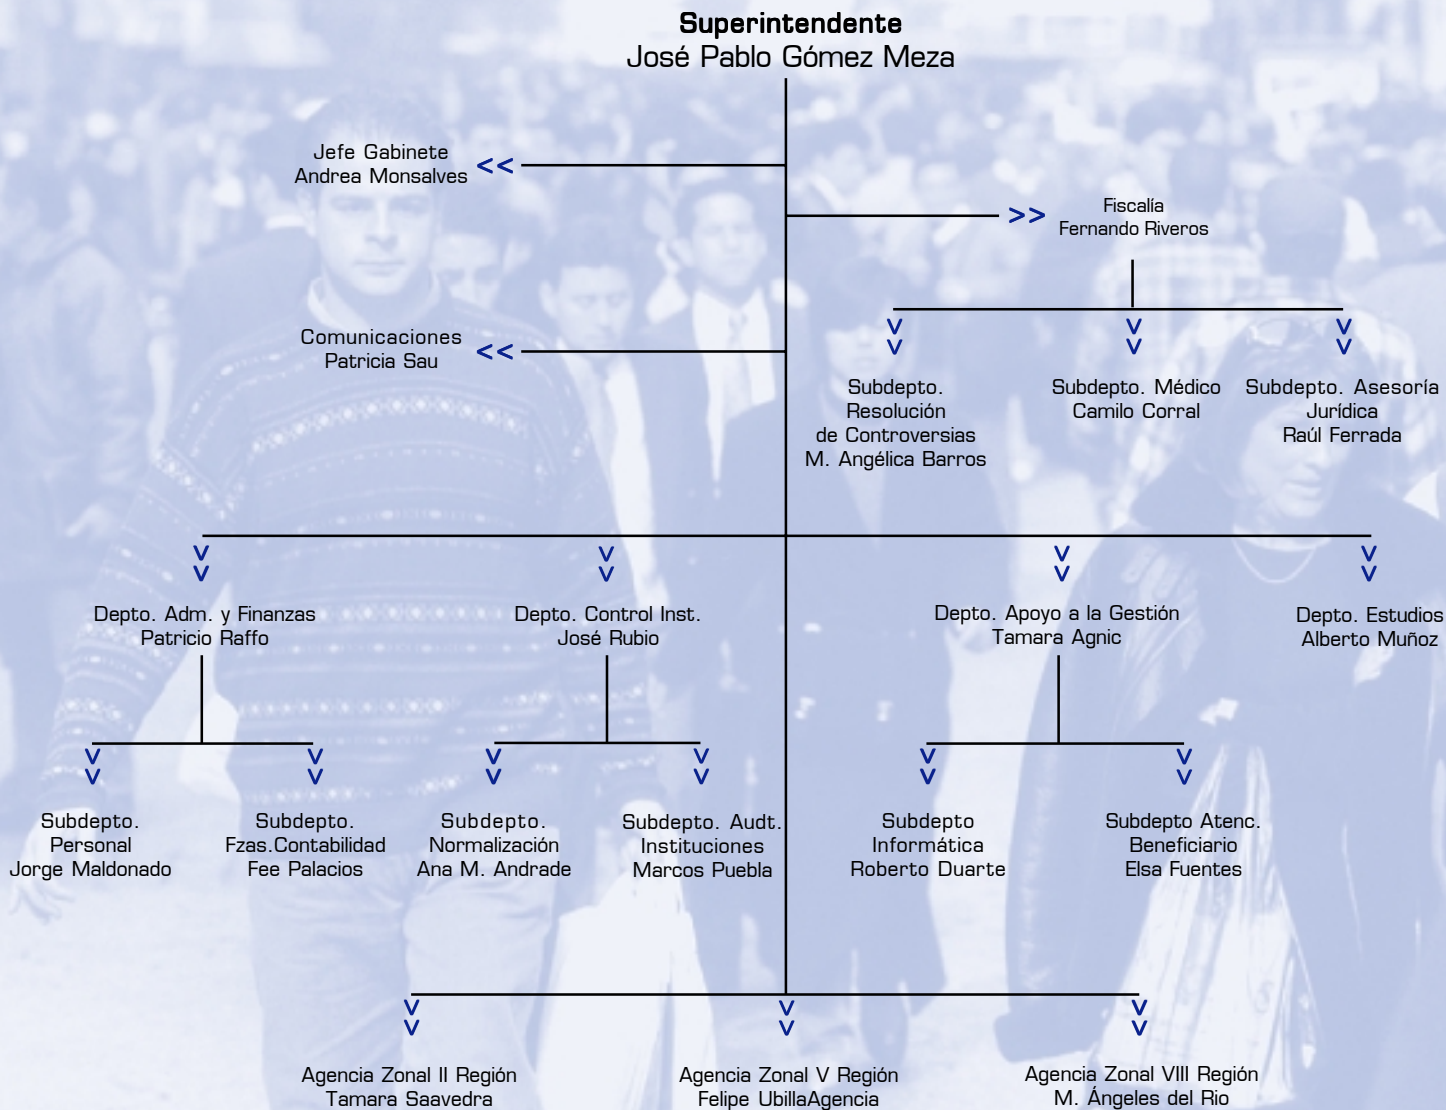 Superintendente
José Pablo Gómez Meza
Jefe Gabinete
Andrea Monsalves
<<
>>
Fiscalía
Fernando Riveros
Comunicaciones
Patricia Sau
<<
Subdepto.
Resolución
de Controversias
M. Angélica Barros
Subdepto. Médico
Camilo Corral
Subdepto. Asesoría
Jurídica
Raúl Ferrada
Depto. Adm. y Finanzas
Patricio Raffo
Depto. Control Inst.
José Rubio
Depto. Apoyo a la Gestión
Tamara Agnic
Depto. Estudios
Alberto Muñoz
Subdepto.
Personal
Jorge Maldonado
Subdepto.
Fzas.Contabilidad
Fee Palacios
Subdepto.
Normalización
Ana M. Andrade
Subdepto. Audt.
Instituciones
Marcos Puebla
Subdepto
Informática
Roberto Duarte
Subdepto Atenc.
Beneficiario
Elsa Fuentes
Agencia Zonal II Región
Tamara Saavedra
Agencia Zonal V Región
Felipe UbillaAgencia
Agencia Zonal VIII Región
M. Ángeles del Rio